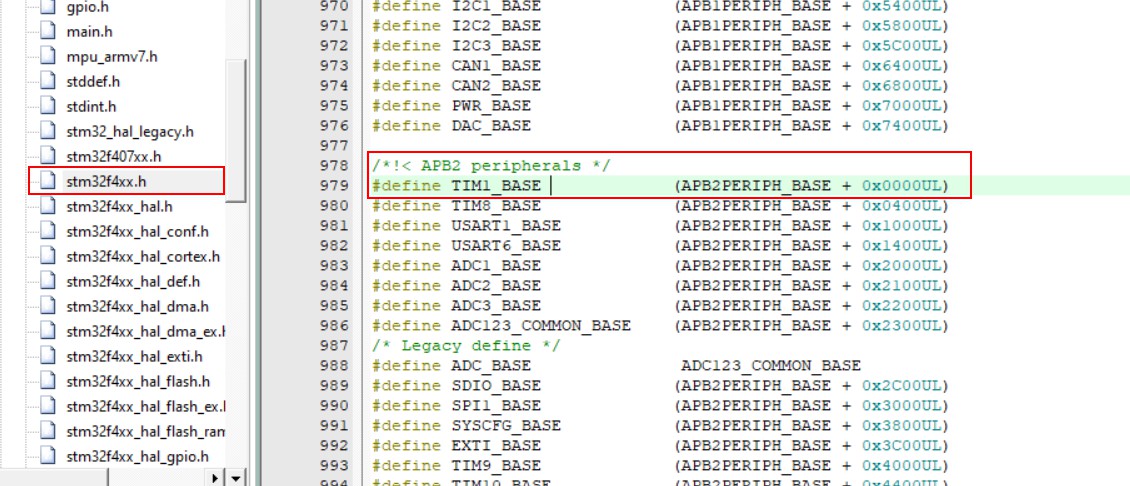 gpio.h
main.h
mpu_armv7.h
stddef.h
stdint.h
stm32_hal_legacy.h
stm32f407xx.h
stm32f4xx.h
stm32f4xx_hal.h
stm32f4xx_hal_conf.h
stm32f4xx_hal_cortex.h
stm32f4xx_hal_def.h
stm32f4xx_hal_dma.h
stm32f4xx_hal_dma_ex.h
stm32f4xx_hal_exti.h
stm32f4xx_hal_flash.h
stm32f4xx_hal_flash_ex.l
stm32f4xx_hal_flash_ram
stm32f4xx_hal_gpio.h
970 #define I2C1_BASE (APB1PERIPH_BASE + 0x5400UL)
971 #define I2C2_BASE (APB1PERIPH_BASE + 0x5800UL)
972 #define I2C3_BASE (APB1PERIPH_BASE + 0x5C00UL)
973 #define CAN1_BASE (APB1PERIPH_BASE + 0x6400UL)
974 #define CAN2_BASE (APB1PERIPH_BASE + 0x6800UL)
975 #define PWR_BASE (APB1PERIPH_BASE + 0x7000UL)
976 #define DAC_BASE (APB1PERIPH_BASE + 0x7400UL)
977
978 /*!< APB2 peripherals */
979 #define TIM1_BASE (APB2PERIPH_BASE + 0x0000UL)
980 #define TIM8_BASE (APB2PERIPH_BASE + 0x0400UL)
981 #define USART1_BASE (APB2PERIPH_BASE + 0x1000UL)
982 #define USART6_BASE (APB2PERIPH_BASE + 0x1400UL)
983 #define ADC1_BASE (APB2PERIPH_BASE + 0x2000UL)
984 #define ADC2_BASE (APB2PERIPH_BASE + 0x2100UL)
985 #define ADC3_BASE (APB2PERIPH_BASE + 0x2200UL)
986 #define ADC123_COMMON_BASE (APB2PERIPH_BASE + 0x2300UL)
987 /* Legacy define */
988 #define ADC_BASE ADC123_COMMON_BASE
989 #define SDIO_BASE (APB2PERIPH_BASE + 0x2C00UL)
990 #define SPI1_BASE (APB2PERIPH_BASE + 0x3000UL)
991 #define SYSCFG_BASE (APB2PERIPH_BASE + 0x3800UL)
992 #define EXTI_BASE (APB2PERIPH_BASE + 0x3C00UL)
993 #define TIM9_BASE (APB2PERIPH_BASE + 0x4000UL)
994 #define TIM10_BASE (APB2PERIPH_BASE + 0x4400UL)